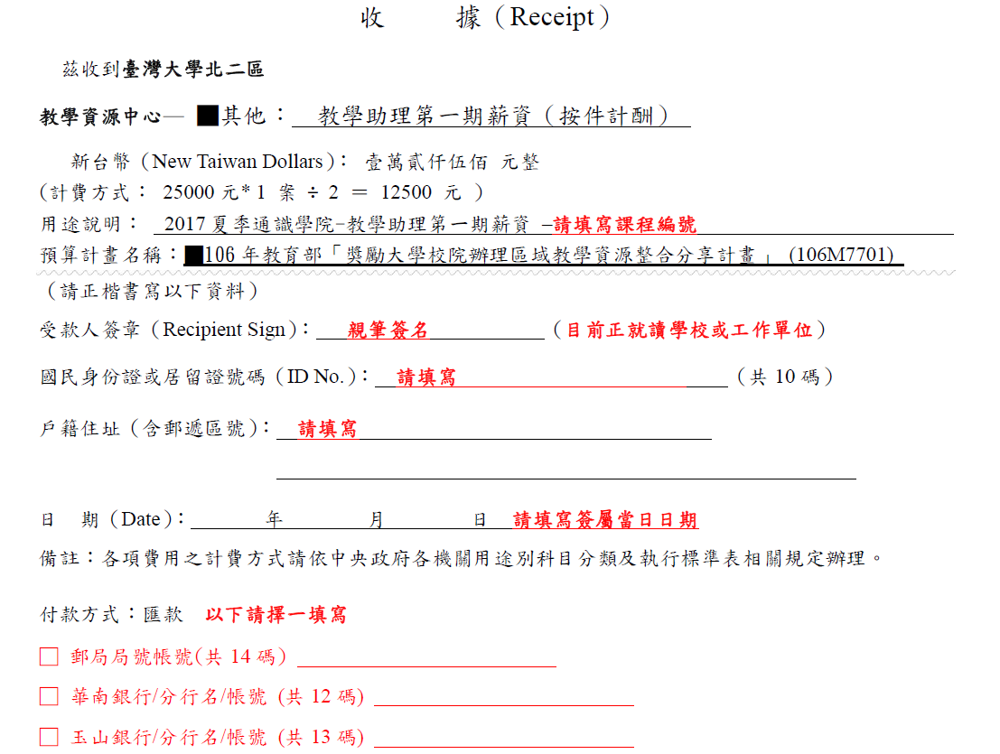 收 據（Receipt）
茲收到臺灣大學北二區
教學資源中心— ■其他： 教學助理第一期薪資（按件計酬）
新台幣（New Taiwan Dollars）： 壹萬貳仟伍佰 元整
（計費方式： 25000 元* 1 案 ÷ 2 ＝ 12500 元 ）
用途說明： 2017 夏季通識學院-教學助理第一期薪資 –請填寫課程編號
預算計畫名稱：■106 年教育部「獎勵大學校院辦理區域教學資源整合分享計畫」 (106M7701)
（請正楷書寫以下資料）
受款人簽章（Recipient Sign）： 親筆簽名 （目前正就讀學校或工作單位）
國民身份證或居留證號碼（ID No.）： 請填寫 （共 10 碼）
戶籍住址（含郵遞區號）： 請填寫
日 期（Date）： 年 月 日 請填寫簽屬當日日期
備註：各項費用之計費方式請依中央政府各機關用途別科目分類及執行標準表相關規定辦理。
付款方式：匯款 以下請擇一填寫
□ 郵局局號帳號(共 14 碼）
□ 華南銀行/分行名/帳號 (共 12 碼)
□ 玉山銀行/分行名/帳號 (共 13 碼)